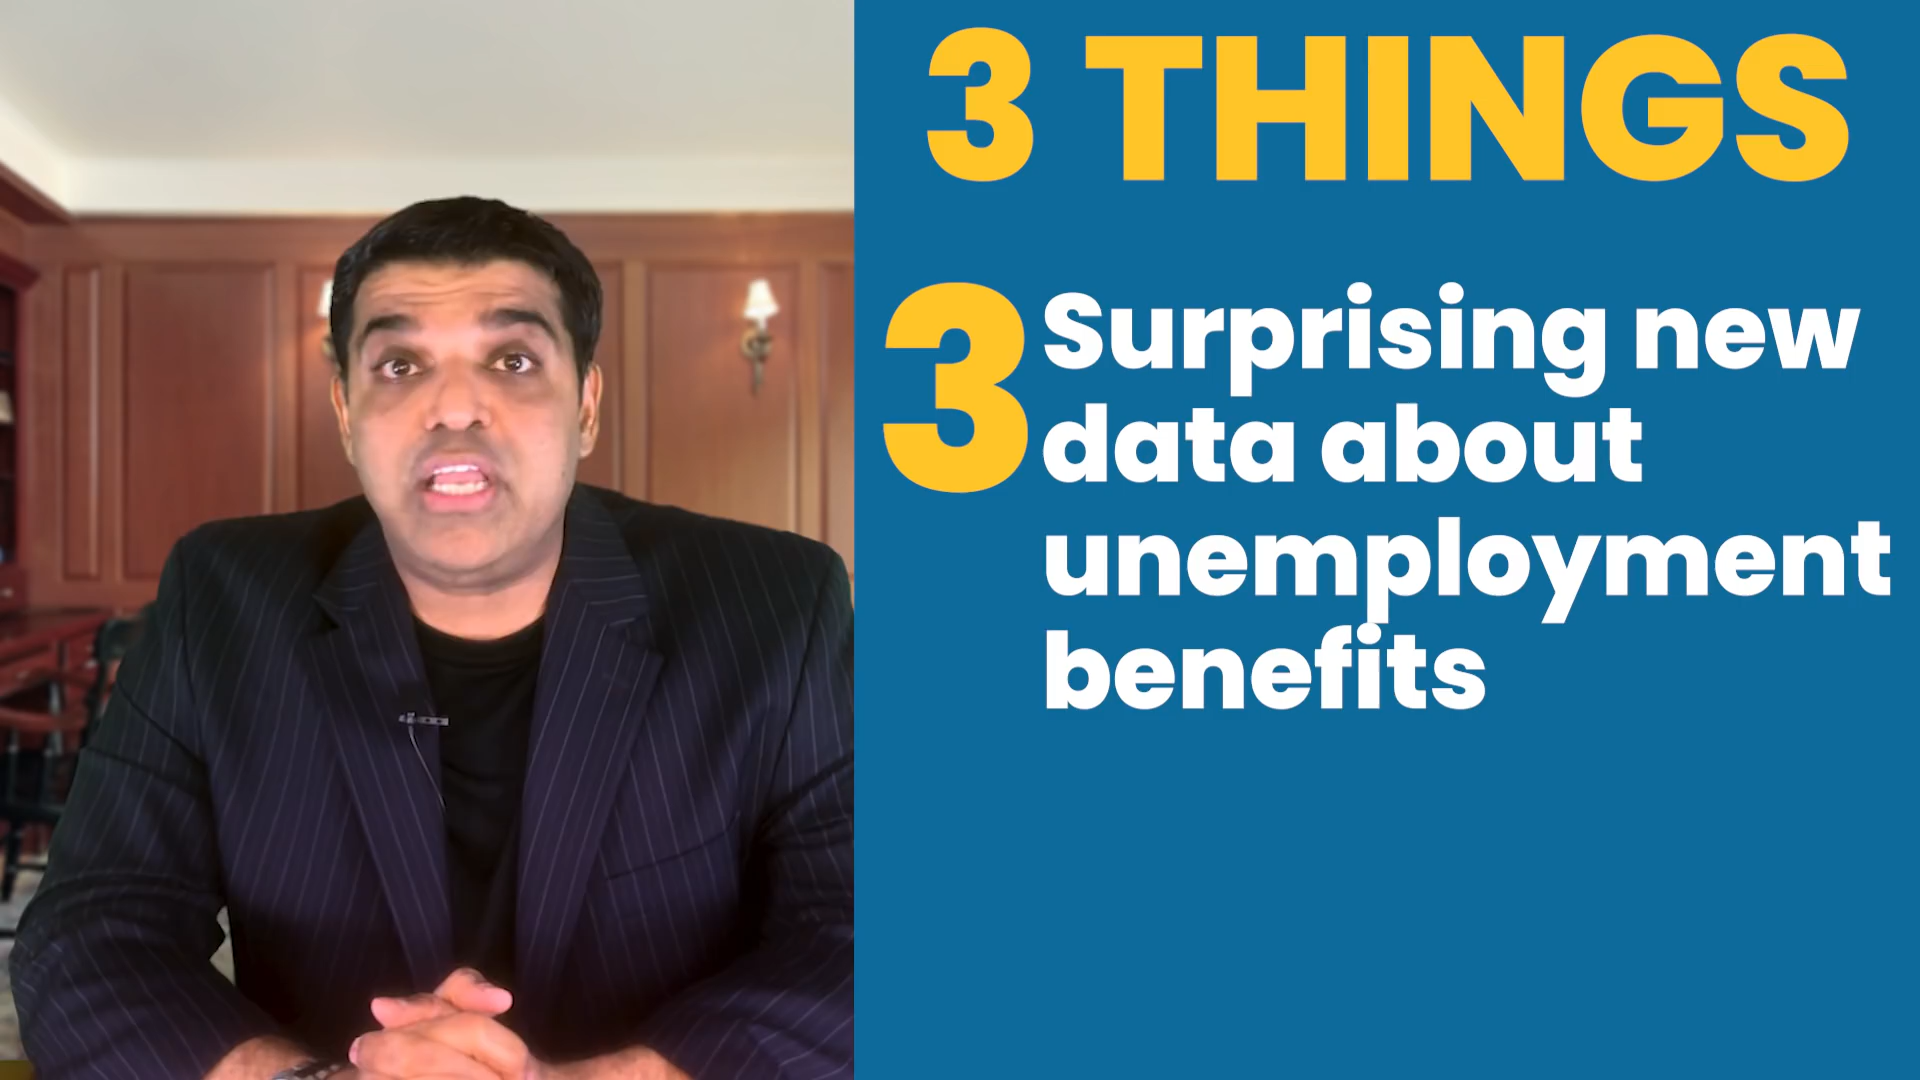 3 THINGS
3 Surprising new
data about
unemployment
benefits